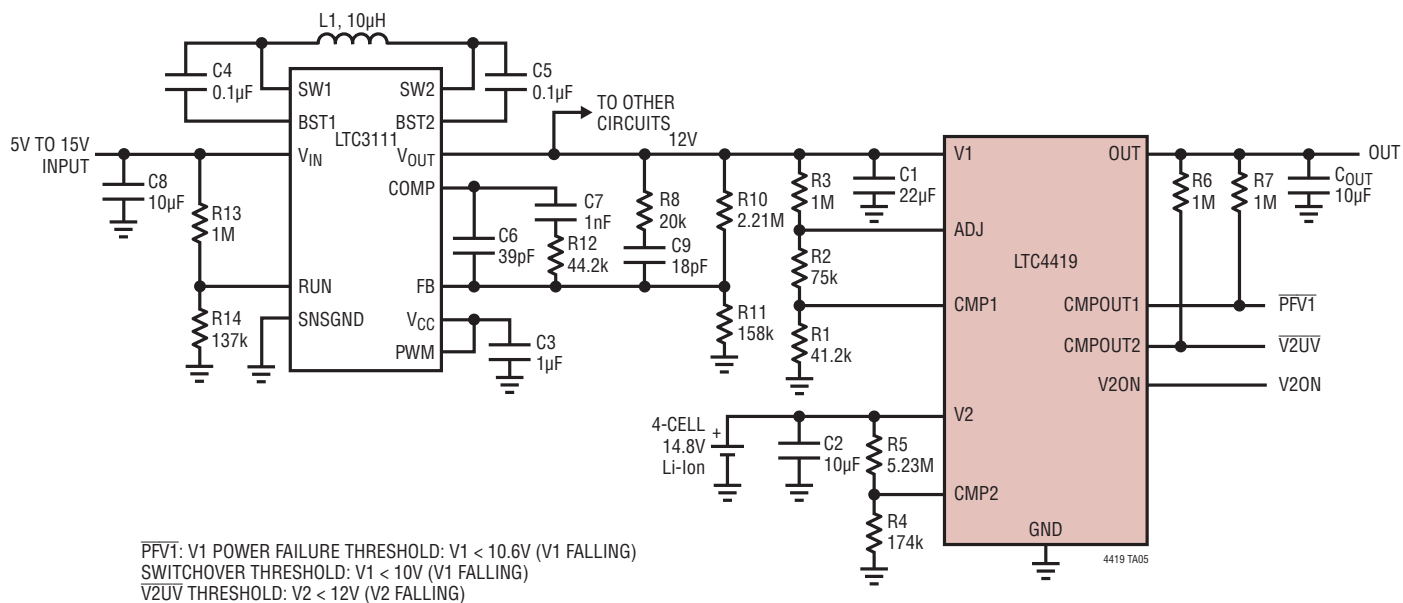 L1, 10µH
C4
0.1µF
SW1
SW2
C5
0.1µF
BST1
BST2
LTC3111
TO OTHER
CIRCUITS
12V
5V TO 15V
INPUT
VIN
VOUT
V1
OUT
OUT
C8
10µF
R13
1M
COMP
C6
39pF
C7
1nF
R12
44.2k
R8
20k
C9
18pF
R10
2.21M
R3
1M
C1
22µF
R6
1M
R7
1M
COUT
10µF
ADJ
LTC4419
R2
75k
RUN
FB
CMP1
CMPOUT1
PFV1
R14
137k
SNSGND
VCC
PWM
C3
1µF
R11
158k
R1
41.2k
CMPOUT2
V2UV
V2ON
V2ON
4-CELL
14.8V
Li-Ion
+
V2
C2
10µF
R5
5.23M
CMP2
R4
174k
GND
4419 TA05
PFV1: V1 POWER FAILURE THRESHOLD: V1 < 10.6V (V1 FALLING)
SWITCHOVER THRESHOLD: V1 < 10V (V1 FALLING)
V2UV THRESHOLD: V2 < 12V (V2 FALLING)